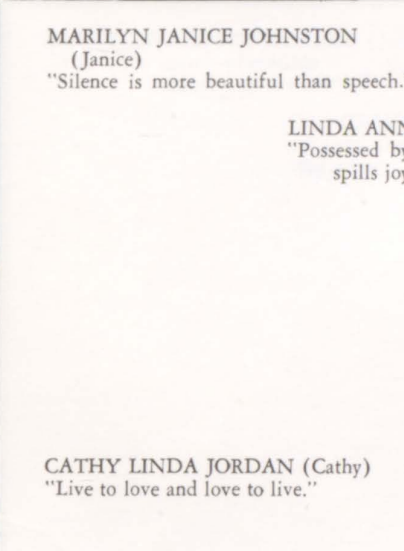 MARILYN JANICE JOHNSTON
(Janice)
"Silence is more beautiful than speech.
LINDA ANN
"Possessed by
spills joy
CATHY LINDA JORDAN (Cathy)
"Live to love and love to live."